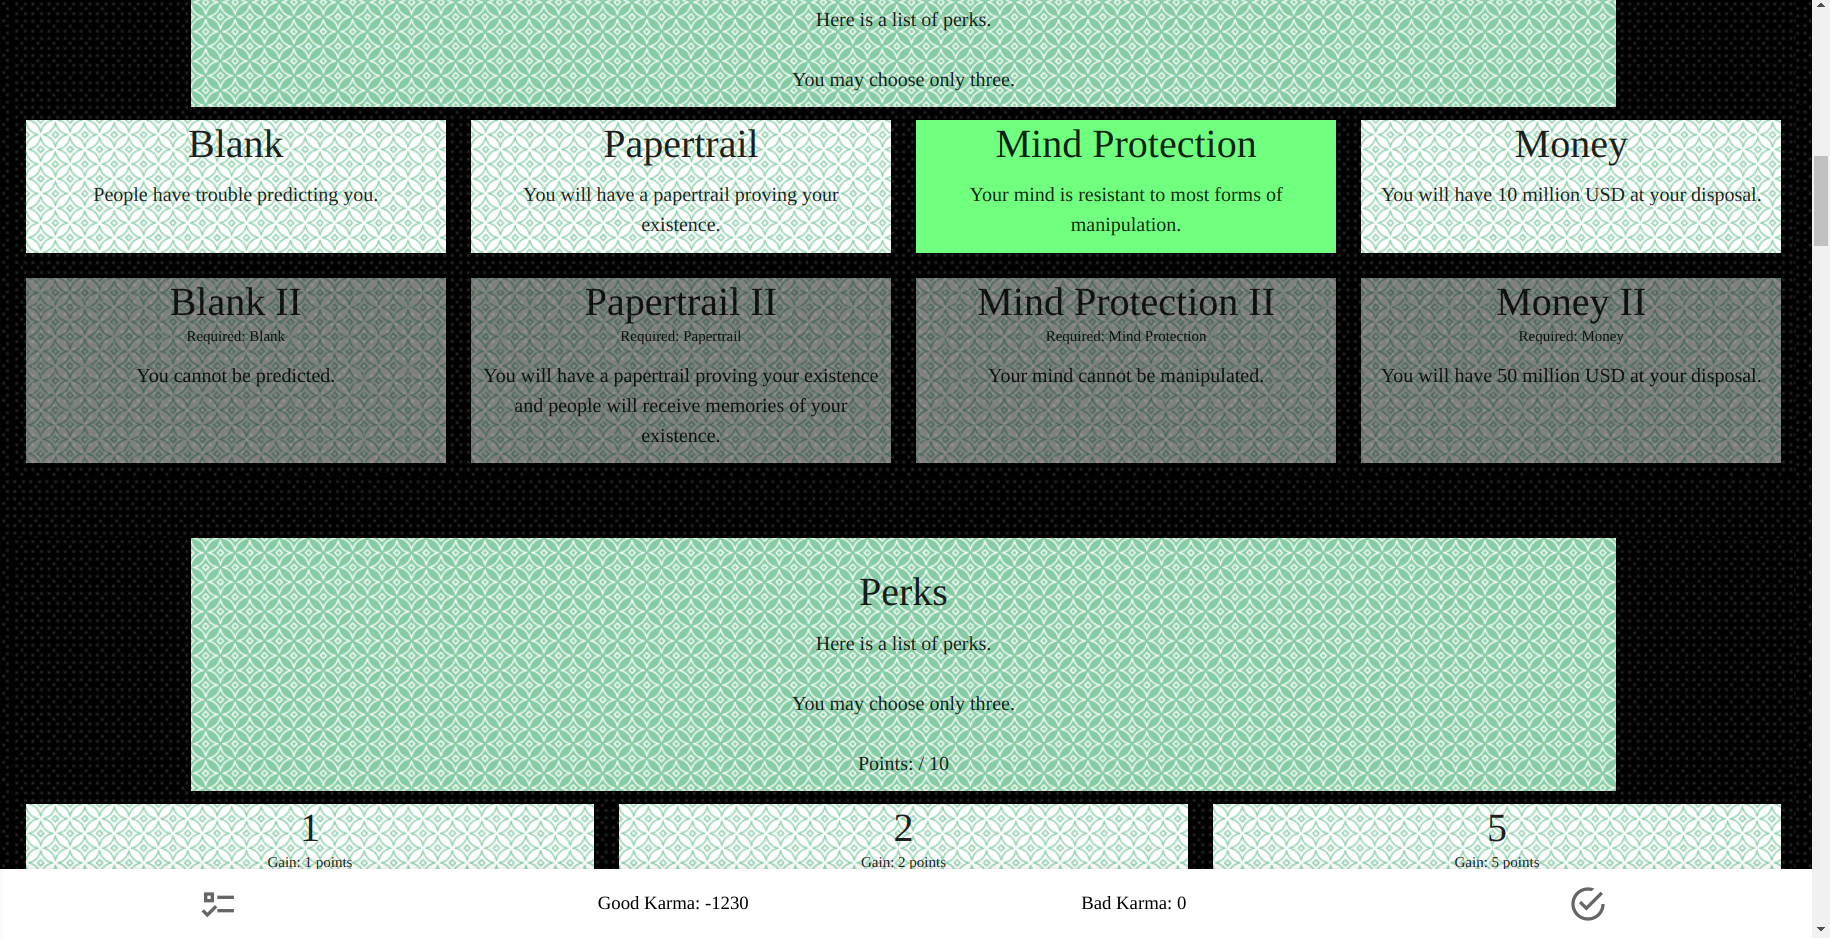 Here is a list of perks.
You may choose only three.
Blank
People have trouble predicting you.
Papertrail
You will have a papertrail proving your
existence.
Mind Protection
Your mind is resistant to most forms of
manipulation.
Money
You will have 10 million USD at your disposal.
Blank II
Required: Blank
You cannot be predicted.
Papertrail II
Required: Papertrail
You will have a papertrail proving your existence
and people will receive memories of your
existence.
Mind Protection II
Required: Mind Protection
Your mind cannot be manipulated.
Money II
Required: Money
You will have 50 million USD at your disposal.
Perks
Here is a list of perks.
You may choose only three.
Points: / 10
1
Gain: 1 points
2
Gain: 2 points
5
Gain: 5 points
Good Karma: -1230
Bad Karma: 0